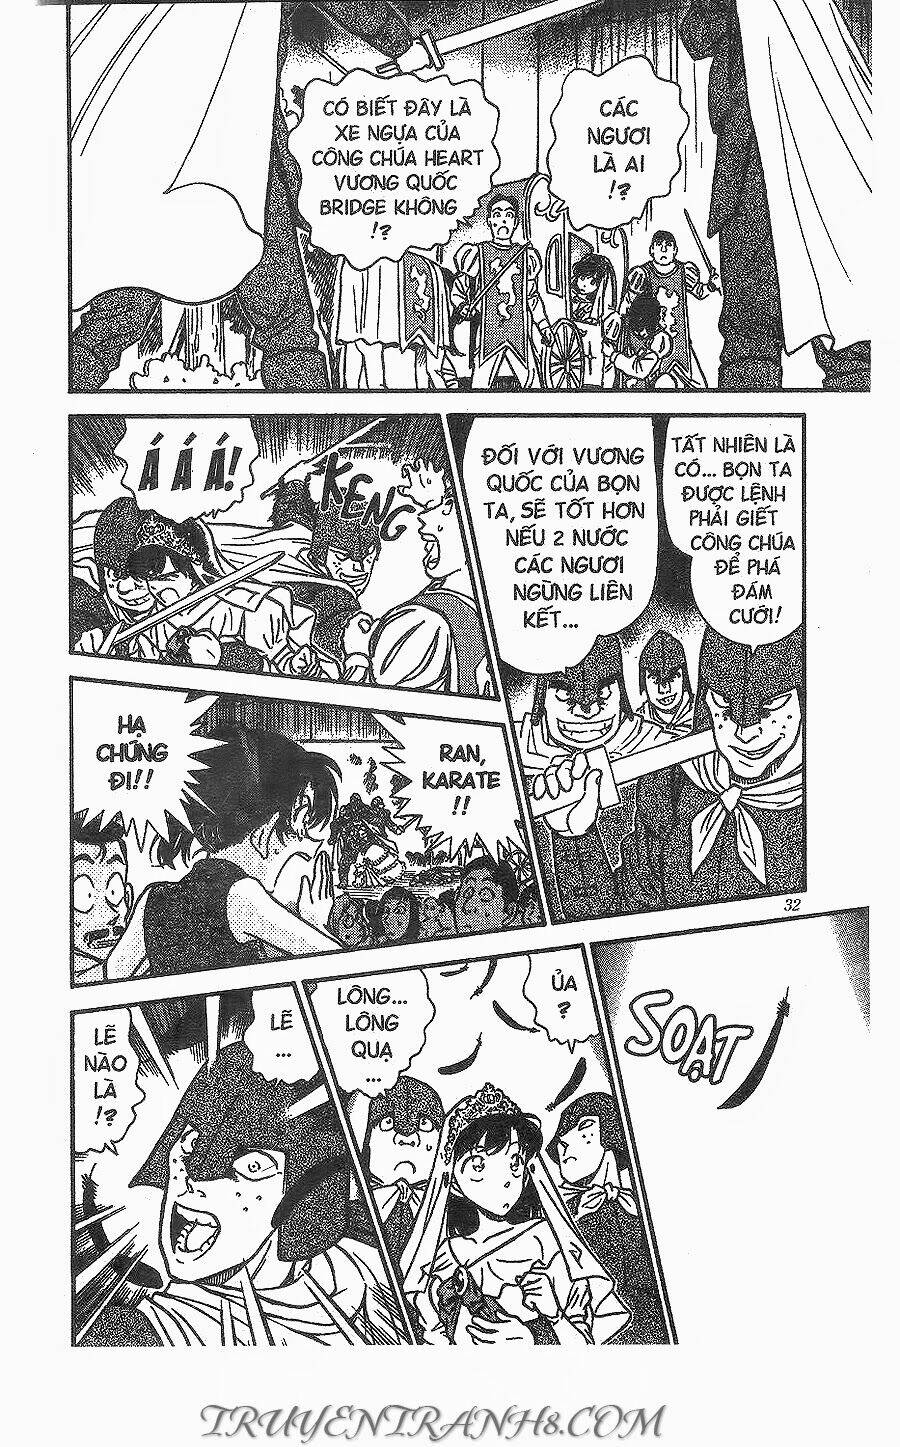 CÁC
NGƯƠI
LÀ AI
!?
CÓ BIẾT ĐÂY LÀ
XE NGỰA CỦA
CÔNG CHÚA HEART
VƯƠNG QUỐC
BRIDGE KHÔNG
!?
TẤT NHIÊN LÀ
CÓ... BỌN TA
ĐƯỢC LỆNH
PHẢI GIẾT
CÔNG CHÚA
ĐỂ PHÁ
ĐÁM
CƯỚI!
ĐỐI VỚI VƯƠNG
QUỐC CỦA BỌN
TA, SẼ TỐT HƠN
NẾU 2 NƯỚC
CÁC NGƯƠI
NGỪNG LIÊN
KẾT...
KENG
Á Á Á!
RAN,
KARATE
!!
HẠ
CHÚNG
ĐI!!
32
SOẠT
ỦA
?
LÔNG...
LÔNG
QUẠ
...
LẼ
...
LẼ
NÀO
LÀ
!?
TRUYENTRANH8.COM